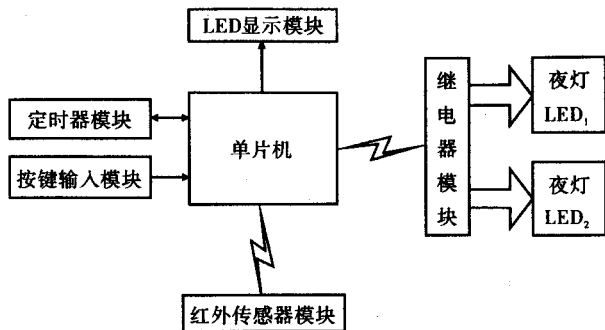 LED显示模块
定时器模块
单片机
按键输入模块
继电器模块
夜灯
LED₁
夜灯
LED₂
红外传感器模块